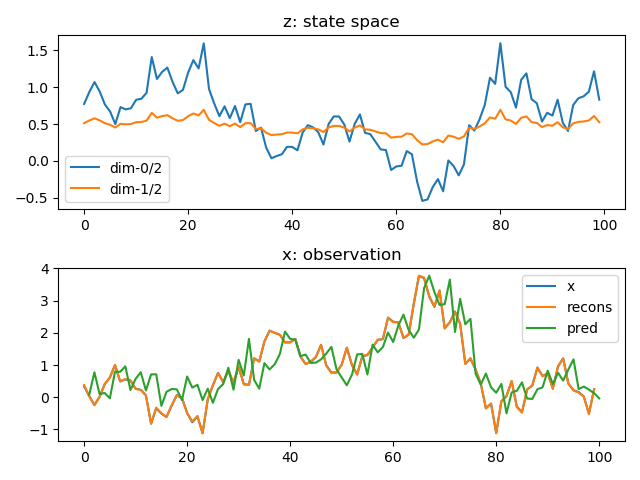 z: state space
1.5
1.0
0.5
0.0
−0.5
dim-0/2
dim-1/2
0 20 40 60 80 100
x: observation
4
3
2
1
0
−1
x
recons
pred
0 20 40 60 80 100